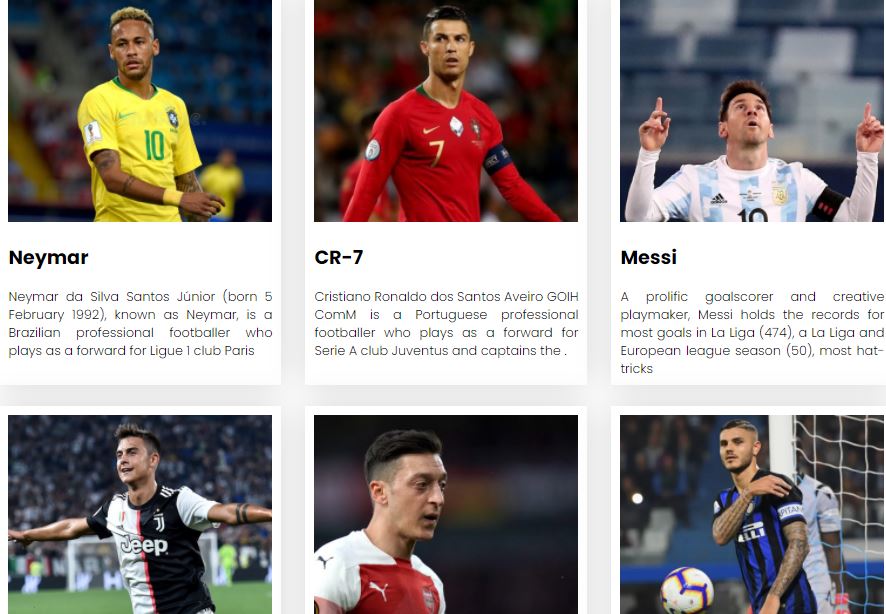 10
7
10
Neymar
CR-7
Messi
Neymar da Silva Santos Júnior (born 5
February 1992), known as Neymar, is a
Brazilian professional footballer who
plays as a forward for Ligue 1 club Paris
Cristiano Ronaldo dos Santos Aveiro GOIH
ComM is a Portuguese professional
footballer who plays as a forward for
Serie A club Juventus and captains the .
A prolific goalscorer and creative
playmaker, Messi holds the records for
most goals in La Liga (474), a La Liga and
European league season (50), most hat-
tricks
Jeep